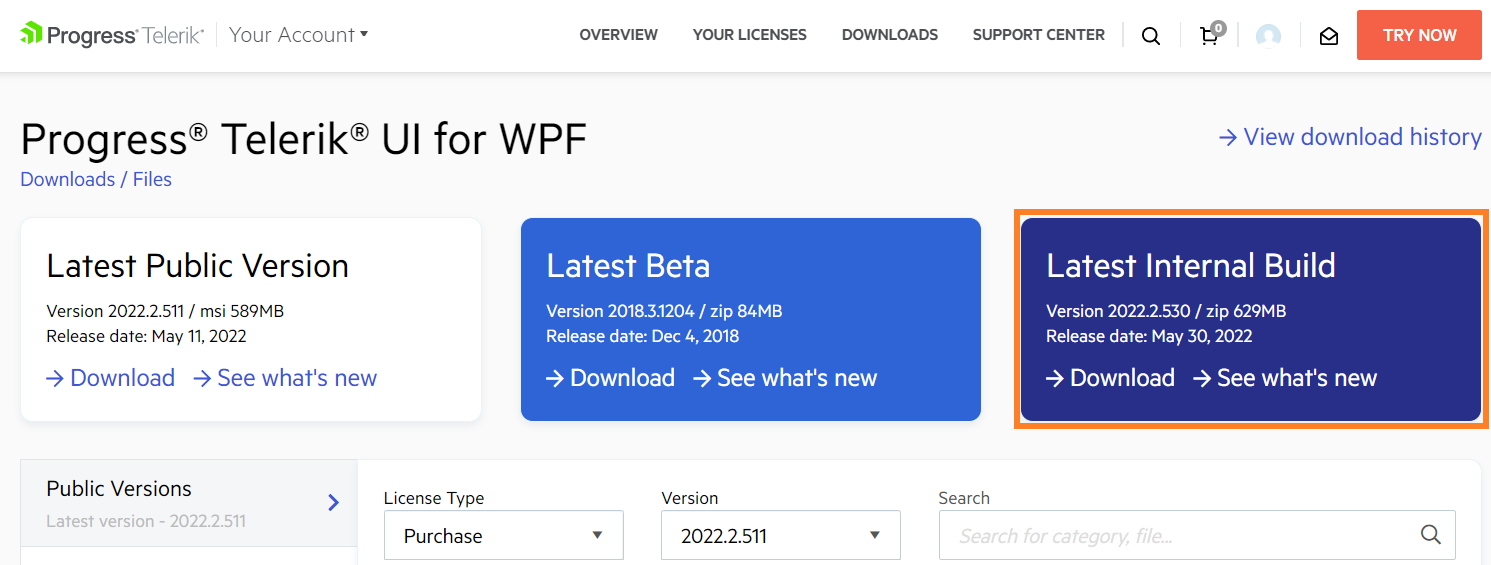 Progress® Telerik® Your Account OVERVIEW YOUR LICENSES DOWNLOADS SUPPORT CENTER 0 TRY NOW
Progress® Telerik® UI for WPF
→ View download history
Downloads / Files
Latest Public Version
Version 2022.2.511 / msi 589MB
Release date: May 11, 2022
→ Download → See what's new
Latest Beta
Version 2018.3.1204 / zip 84MB
Release date: Dec 4, 2018
→ Download → See what's new
Latest Internal Build
Version 2022.2.530 / zip 629MB
Release date: May 30, 2022
→ Download → See what's new
Public Versions
Latest version - 2022.2.511
License Type
Purchase
Version
2022.2.511
Search
Search for category, file...